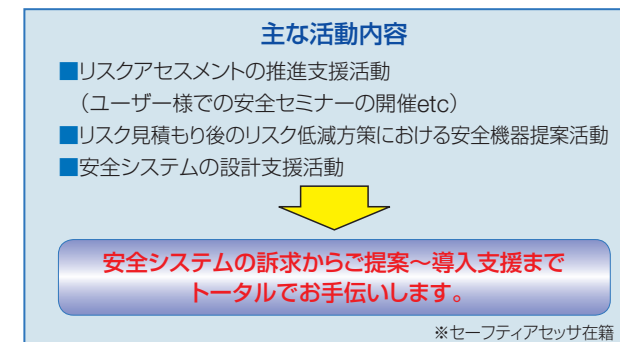 主な活動内容
■リスクアセスメントの推進支援活動
（ユーザー様での安全セミナーの開催etc）
■リスク見積もり後のリスク低減方策における安全機器提案活動
■安全システムの設計支援活動
安全システムの訴求からご提案～導入支援まで
トータルでお手伝いします。
※セーフティアセッサ在籍